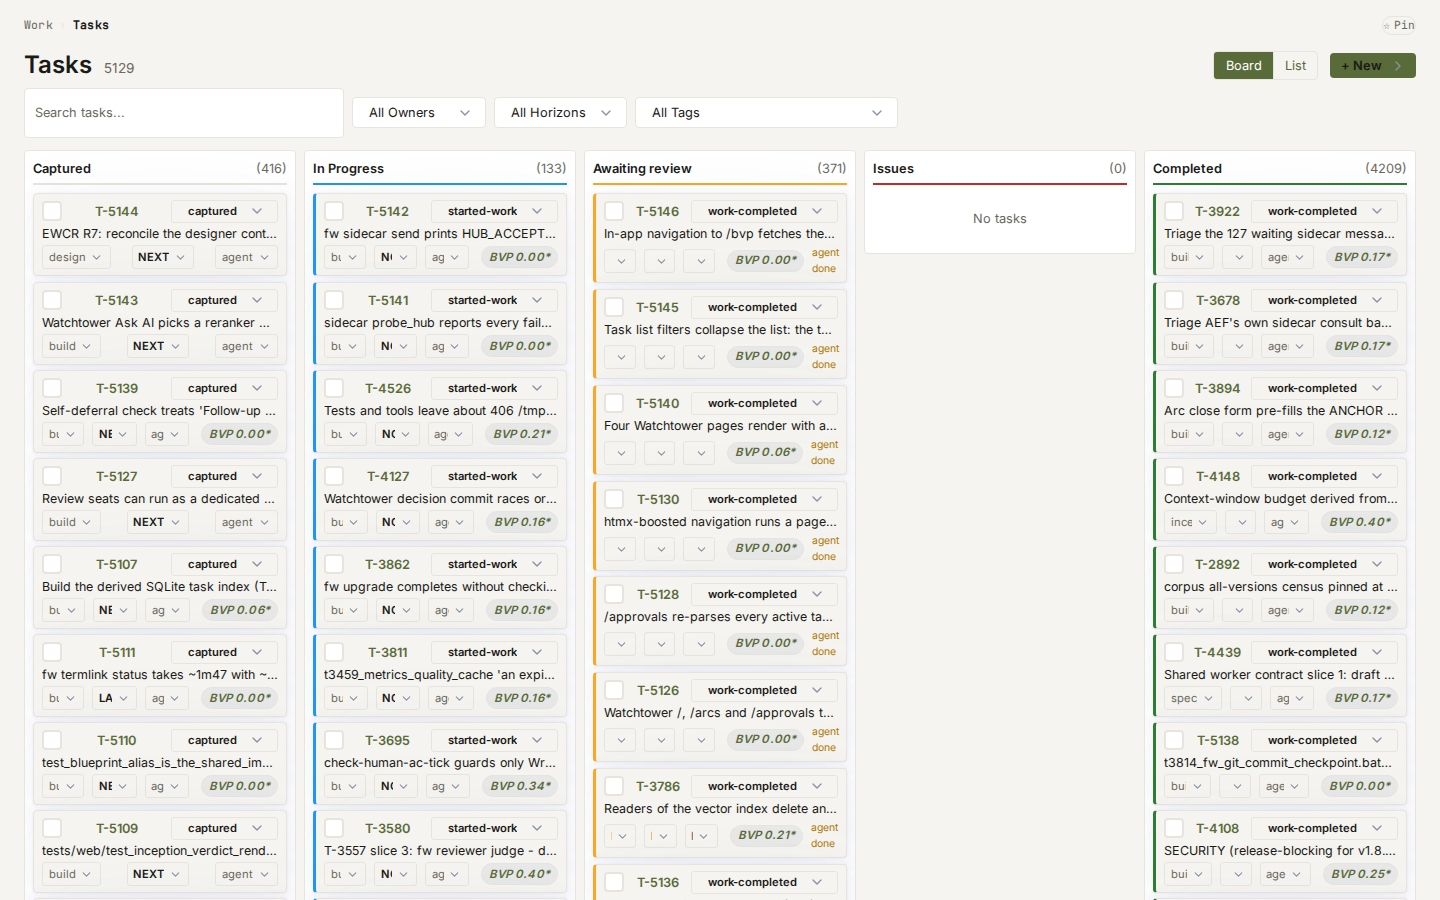 Work › Tasks
☆ Pin
Tasks 5129
Board List + New
Search tasks...
All Owners
All Horizons
All Tags
Captured (416)
T-5144 captured
EWCR R7: reconcile the designer cont...
design NEXT agent
T-5143 captured
Watchtower Ask AI picks a reranker ...
build NEXT agent
T-5139 captured
Self-deferral check treats 'Follow-up ...
BVP 0.00*
T-5127 captured
Review seats can run as a dedicated ...
build NEXT agent
T-5107 captured
Build the derived SQLite task index (T...
BVP 0.06*
T-5111 captured
fw termlink status takes ~1m47 with ~...
BVP 0.00*
T-5110 captured
test_blueprint_alias_is_the_shared_im...
BVP 0.00*
T-5109 captured
tests/web/test_inception_verdict_rend...
build NEXT agent
In Progress (133)
T-5142 started-work
fw sidecar send prints HUB_ACCEPT...
BVP 0.00*
T-5141 started-work
sidecar probe_hub reports every fail...
BVP 0.00*
T-4526 started-work
Tests and tools leave about 406 /tmp...
BVP 0.21*
T-4127 started-work
Watchtower decision commit races or...
BVP 0.16*
T-3862 started-work
fw upgrade completes without checki...
BVP 0.16*
T-3811 started-work
t3459_metrics_quality_cache 'an expi...
BVP 0.16*
T-3695 started-work
check-human-ac-tick guards only Wr...
BVP 0.34*
T-3580 started-work
T-3557 slice 3: fw reviewer judge - d...
BVP 0.40*
Awaiting review (371)
T-5146 work-completed
In-app navigation to /bvp fetches the...
BVP 0.00* agent done
T-5145 work-completed
Task list filters collapse the list: the t...
BVP 0.00* agent done
T-5140 work-completed
Four Watchtower pages render with a...
BVP 0.06* agent done
T-5130 work-completed
htmx-boosted navigation runs a page...
BVP 0.00* agent done
T-5128 work-completed
/approvals re-parses every active ta...
BVP 0.00* agent done
T-5126 work-completed
Watchtower /, /arcs and /approvals t...
BVP 0.00* agent done
T-3786 work-completed
Readers of the vector index delete an...
BVP 0.21* agent done
T-5136 work-completed
Issues (0)
No tasks
Completed (4209)
T-3922 work-completed
Triage the 127 waiting sidecar messa...
BVP 0.17*
T-3678 work-completed
Triage AEF's own sidecar consult ba...
BVP 0.17*
T-3894 work-completed
Arc close form pre-fills the ANCHOR ...
BVP 0.12*
T-4148 work-completed
Context-window budget derived from...
BVP 0.40*
T-2892 work-completed
corpus all-versions census pinned at ...
BVP 0.12*
T-4439 work-completed
Shared worker contract slice 1: draft ...
spec BVP 0.17*
T-5138 work-completed
t3814_fw_git_commit_checkpoint.bat...
BVP 0.00*
T-4108 work-completed
SECURITY (release-blocking for v1.8....
BVP 0.25*